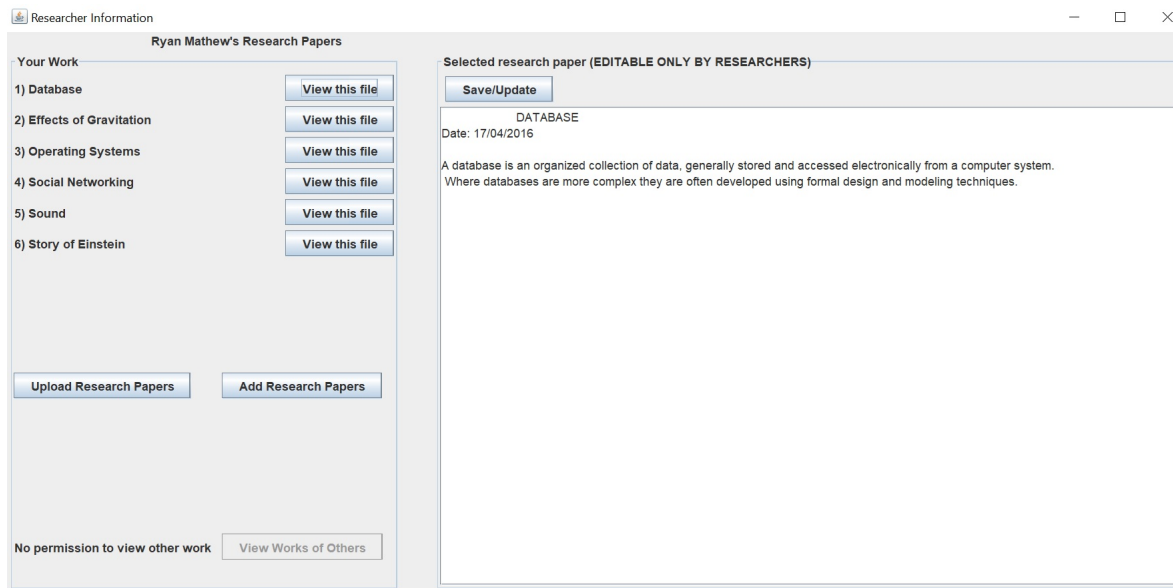 Researcher Information
Ryan Mathew's Research Papers
Your Work
1) Database View this file
2) Effects of Gravitation View this file
3) Operating Systems View this file
4) Social Networking View this file
5) Sound View this file
6) Story of Einstein View this file
Upload Research Papers Add Research Papers
No permission to view other work View Works of Others
Selected research paper (EDITABLE ONLY BY RESEARCHERS)
Save/Update
DATABASE
Date: 17/04/2016
A database is an organized collection of data, generally stored and accessed electronically from a computer system.
Where databases are more complex they are often developed using formal design and modeling techniques.